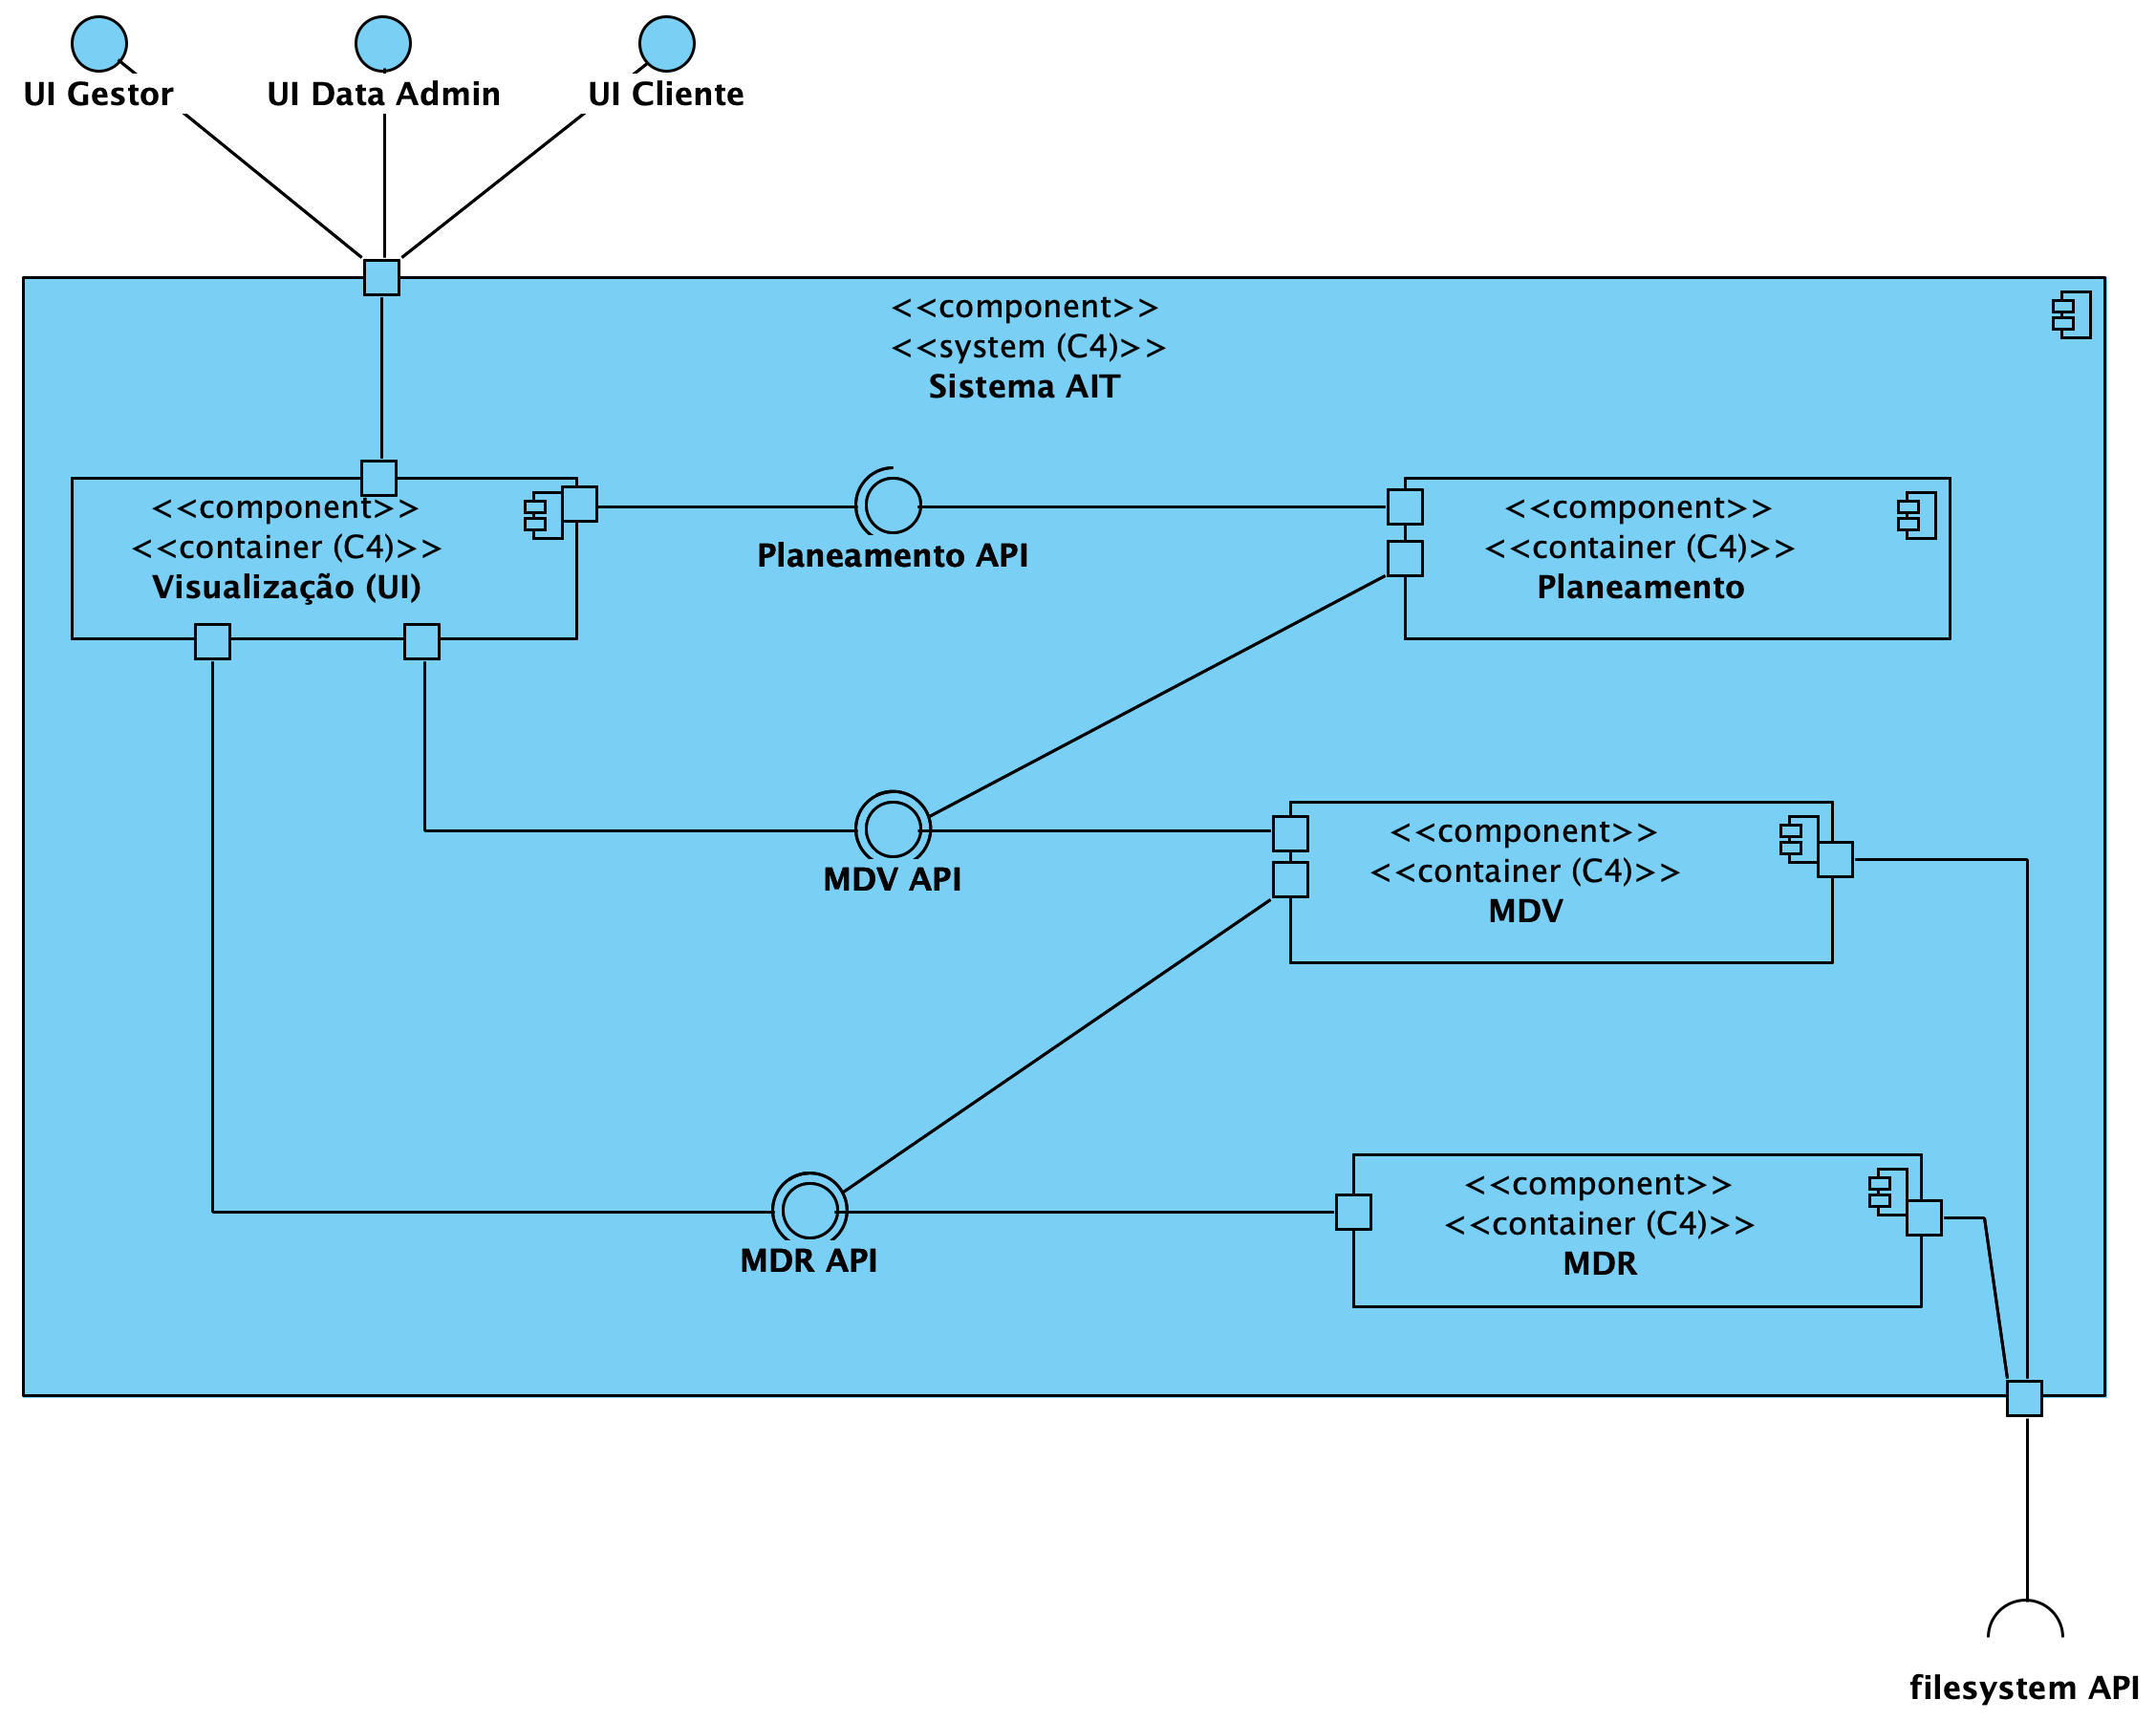 UI Gestor
UI Data Admin
UI Cliente
<<component>>
<<system (C4)>>
Sistema AIT
<<component>>
<<container (C4)>>
Visualização (UI)
Planeamento API
<<component>>
<<container (C4)>>
Planeamento
MDV API
<<component>>
<<container (C4)>>
MDV
MDR API
<<component>>
<<container (C4)>>
MDR
filesystem API